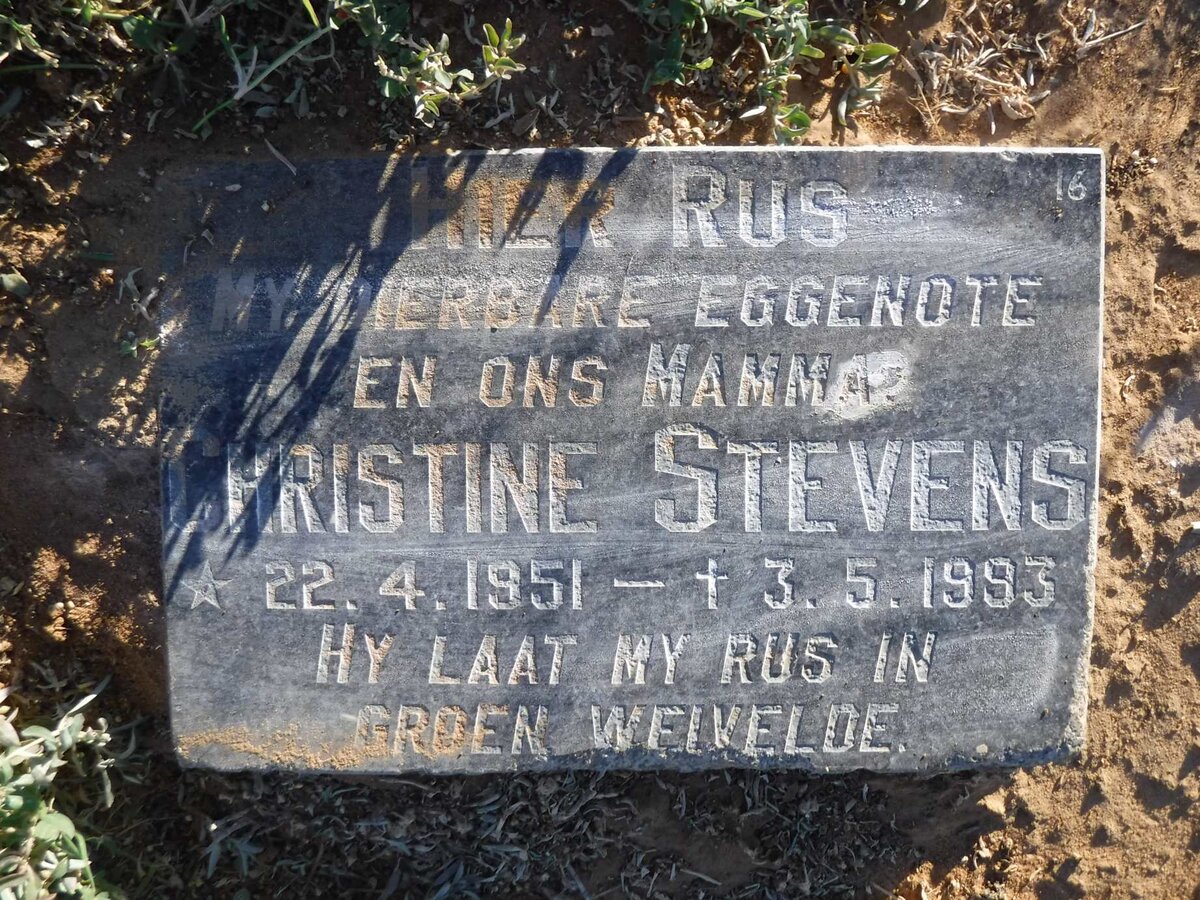 16
HIER RUS
MY DIERBARE EGGENOTE
EN ONS MAMMA.
CHRISTINE STEVENS
☆ 22.4.1951 — † 3.5.1993
HY LAAT MY RUS IN
GROEN WEIVELDE.